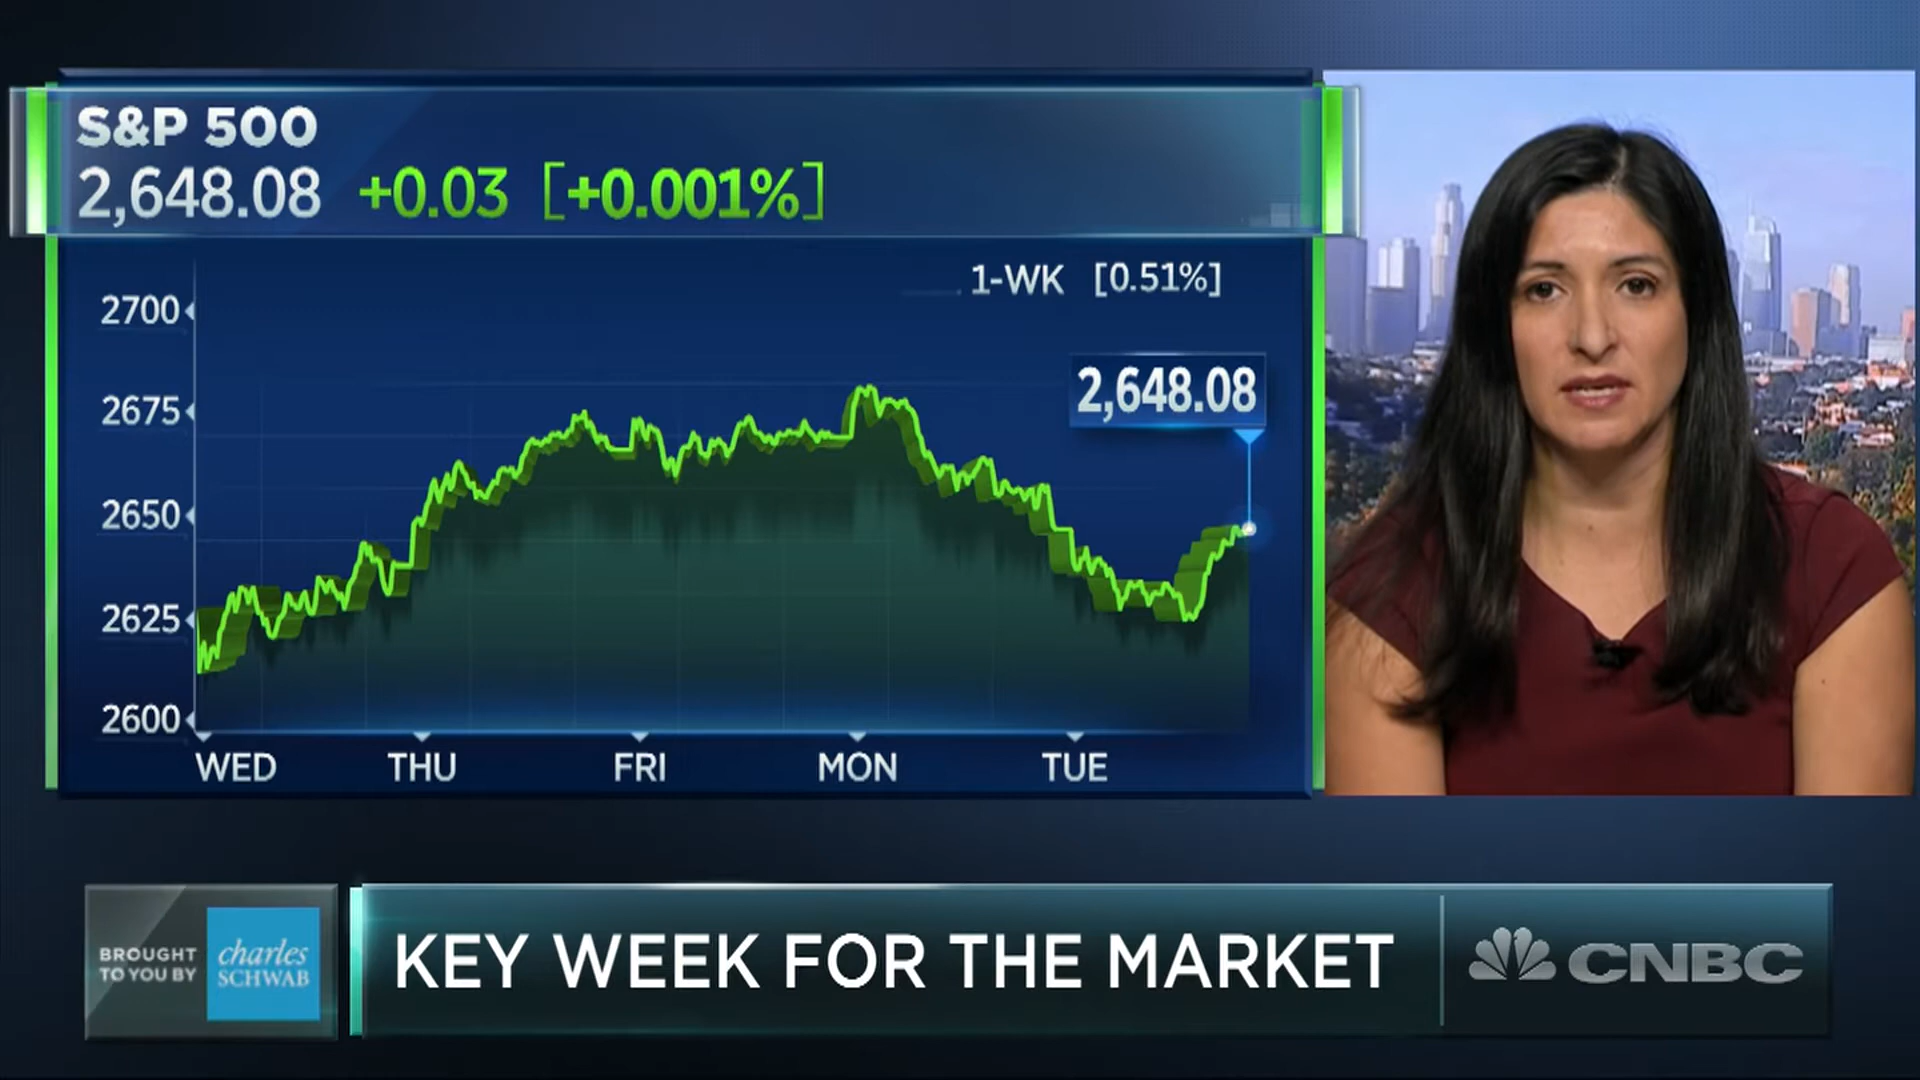 S&P 500
2,648.08 +0.03 [+0.001%]
1-WK [0.51%]
2,648.08
2700
2675
2650
2625
2600
WED THU FRI MON TUE
BROUGHT
TO YOU BY
charles
SCHWAB
KEY WEEK FOR THE MARKET
CNBC